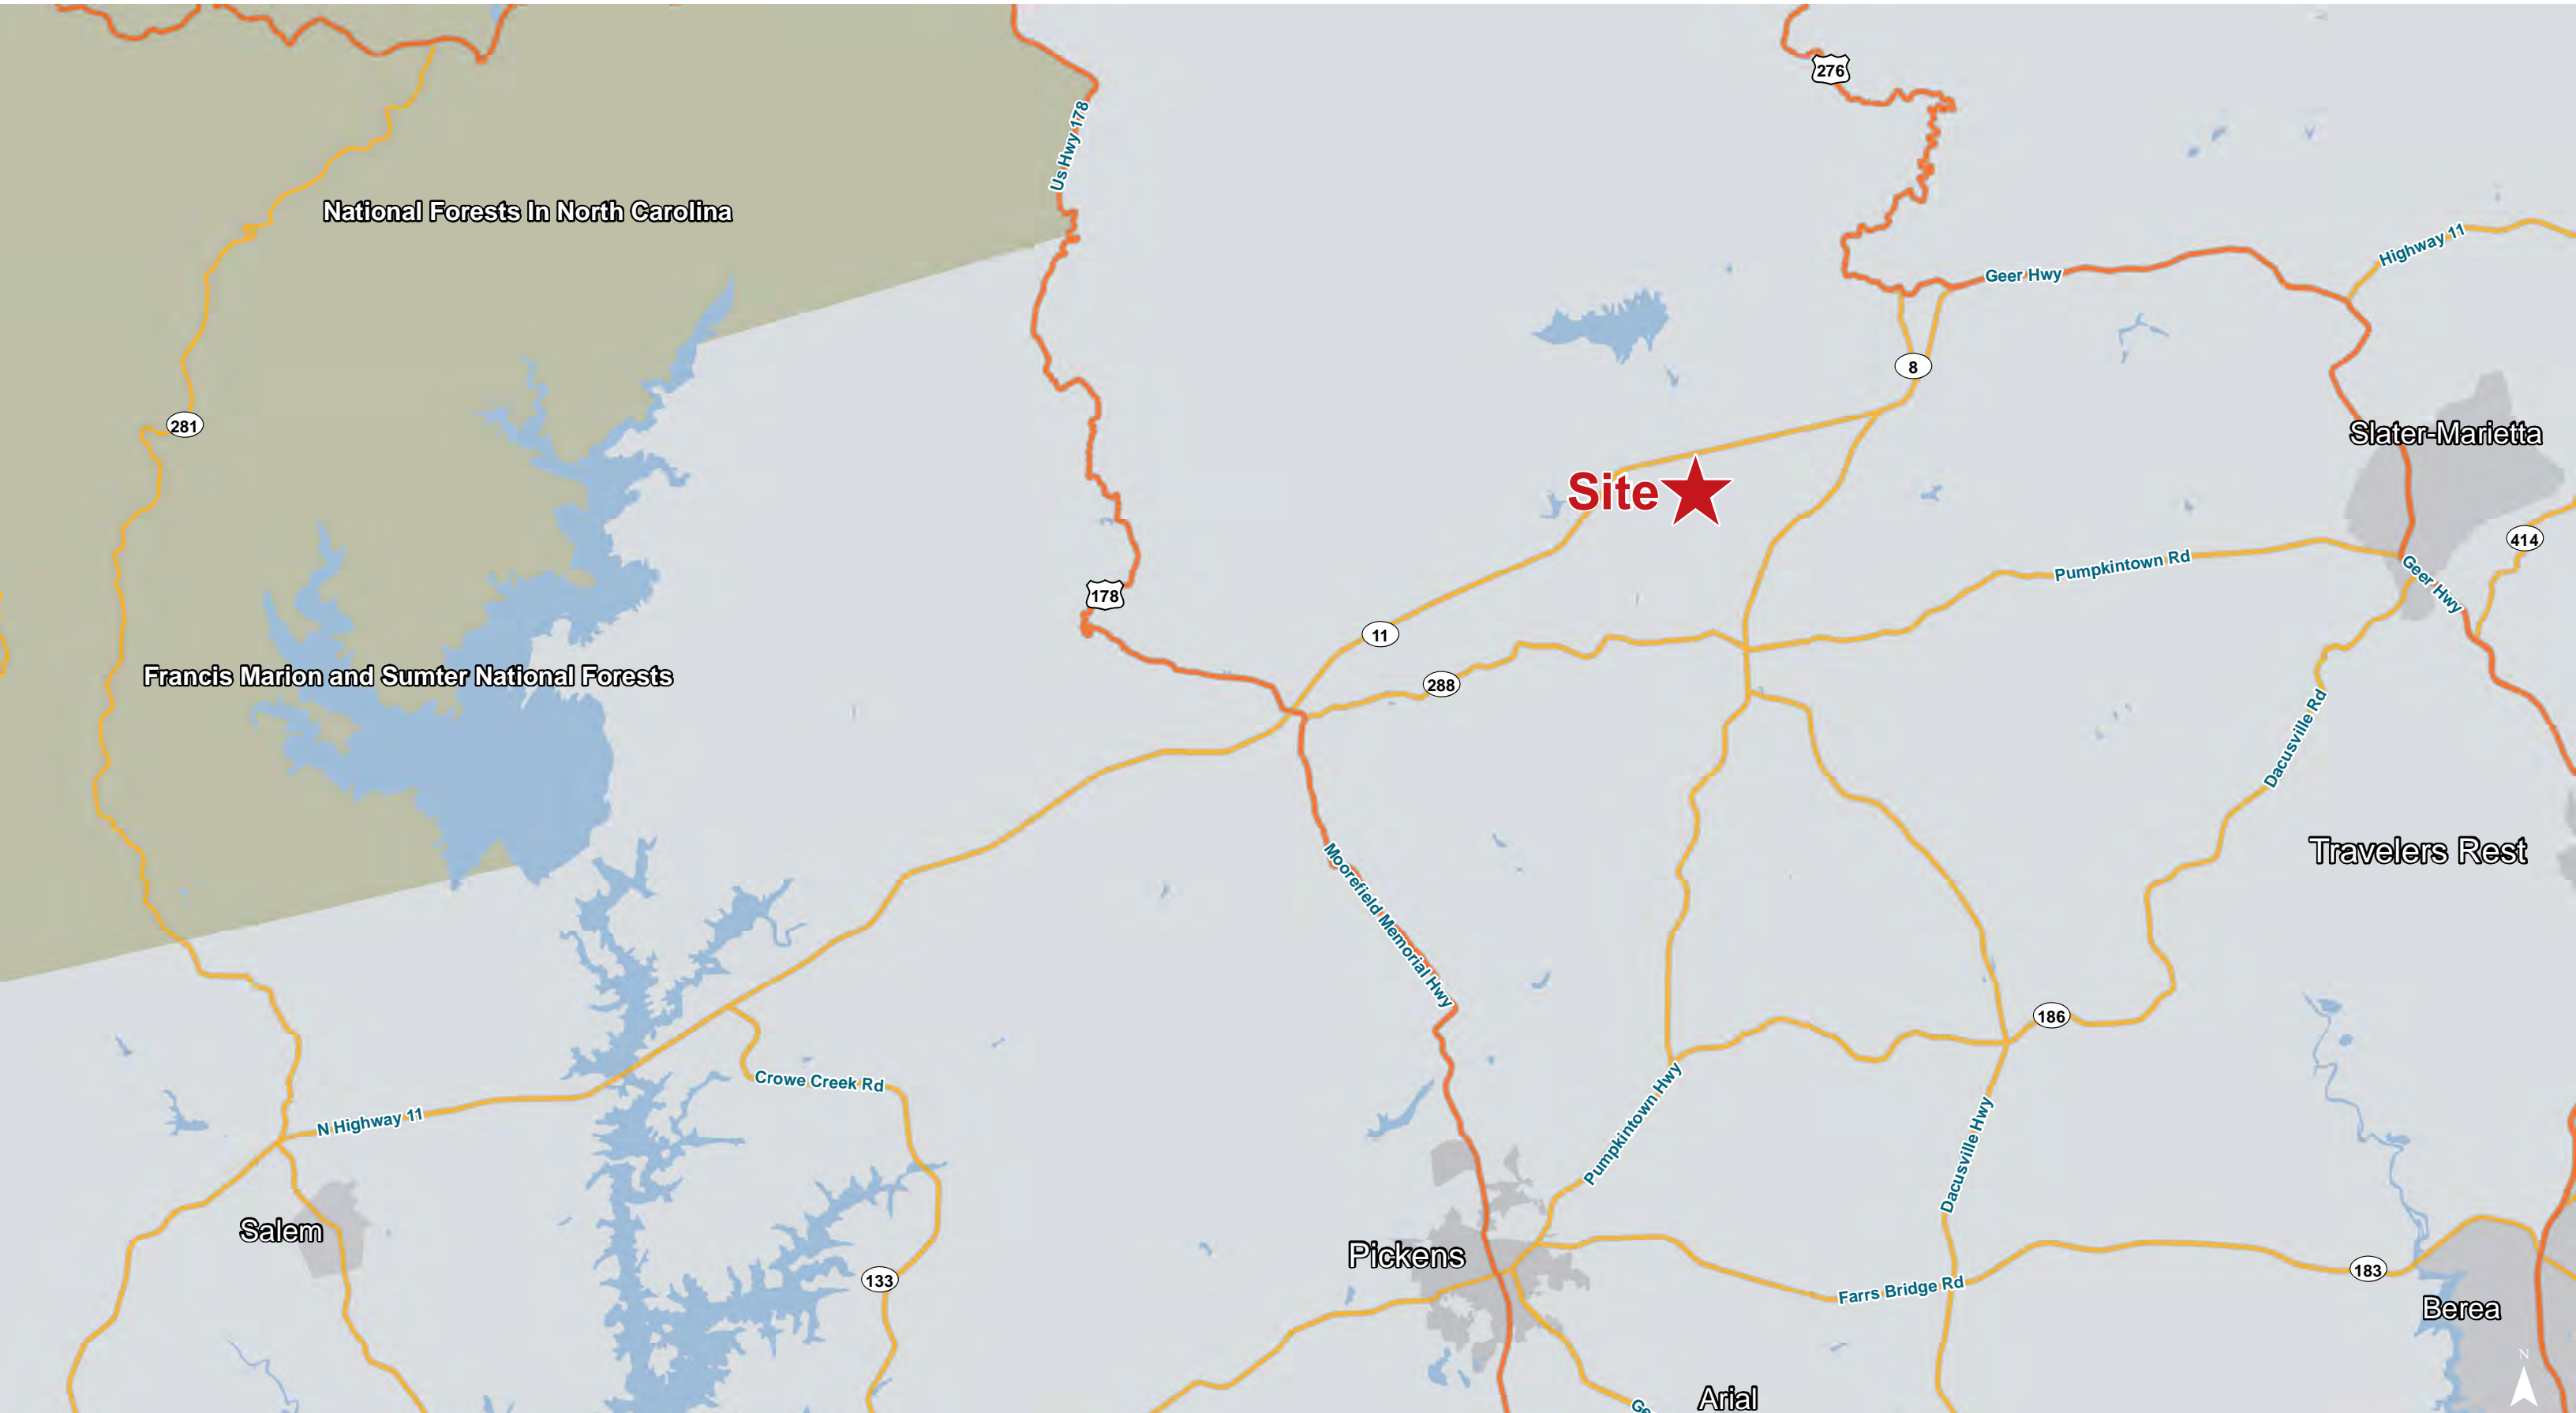 276
Us Hwy 178
National Forests In North Carolina
Highway 11
Geer Hwy
8
281
Slater-Marietta
Site
414
Pumpkintown Rd
Geer Hwy
178
11
Francis Marion and Sumter National Forests
288
Dacusville Rd
Travelers Rest
Moorefield Memorial Hwy
186
Crowe Creek Rd
N Highway 11
Pumpkintown Hwy
Dacusville Hwy
Salem
Pickens
183
133
Farrs Bridge Rd
Berea
N
Arial
Ge